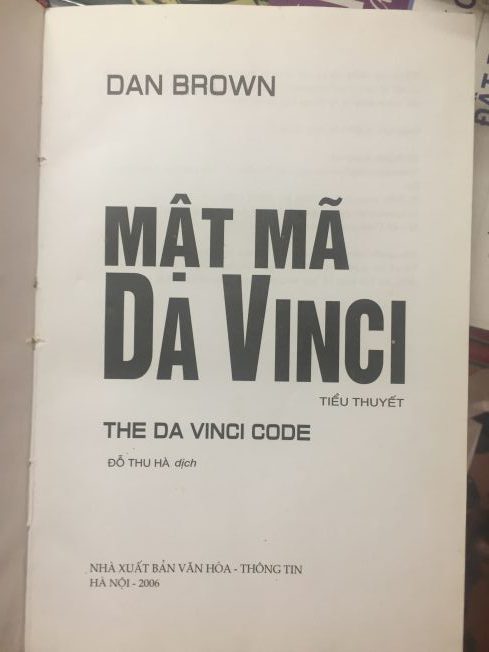 DAN BROWN
MẬT MÃ
DA VINCI
TIỂU THUYẾT
THE DA VINCI CODE
ĐỖ THU HÀ dịch
NHÀ XUẤT BẢN VĂN HÓA - THÔNG TIN
HÀ NỘI - 2006